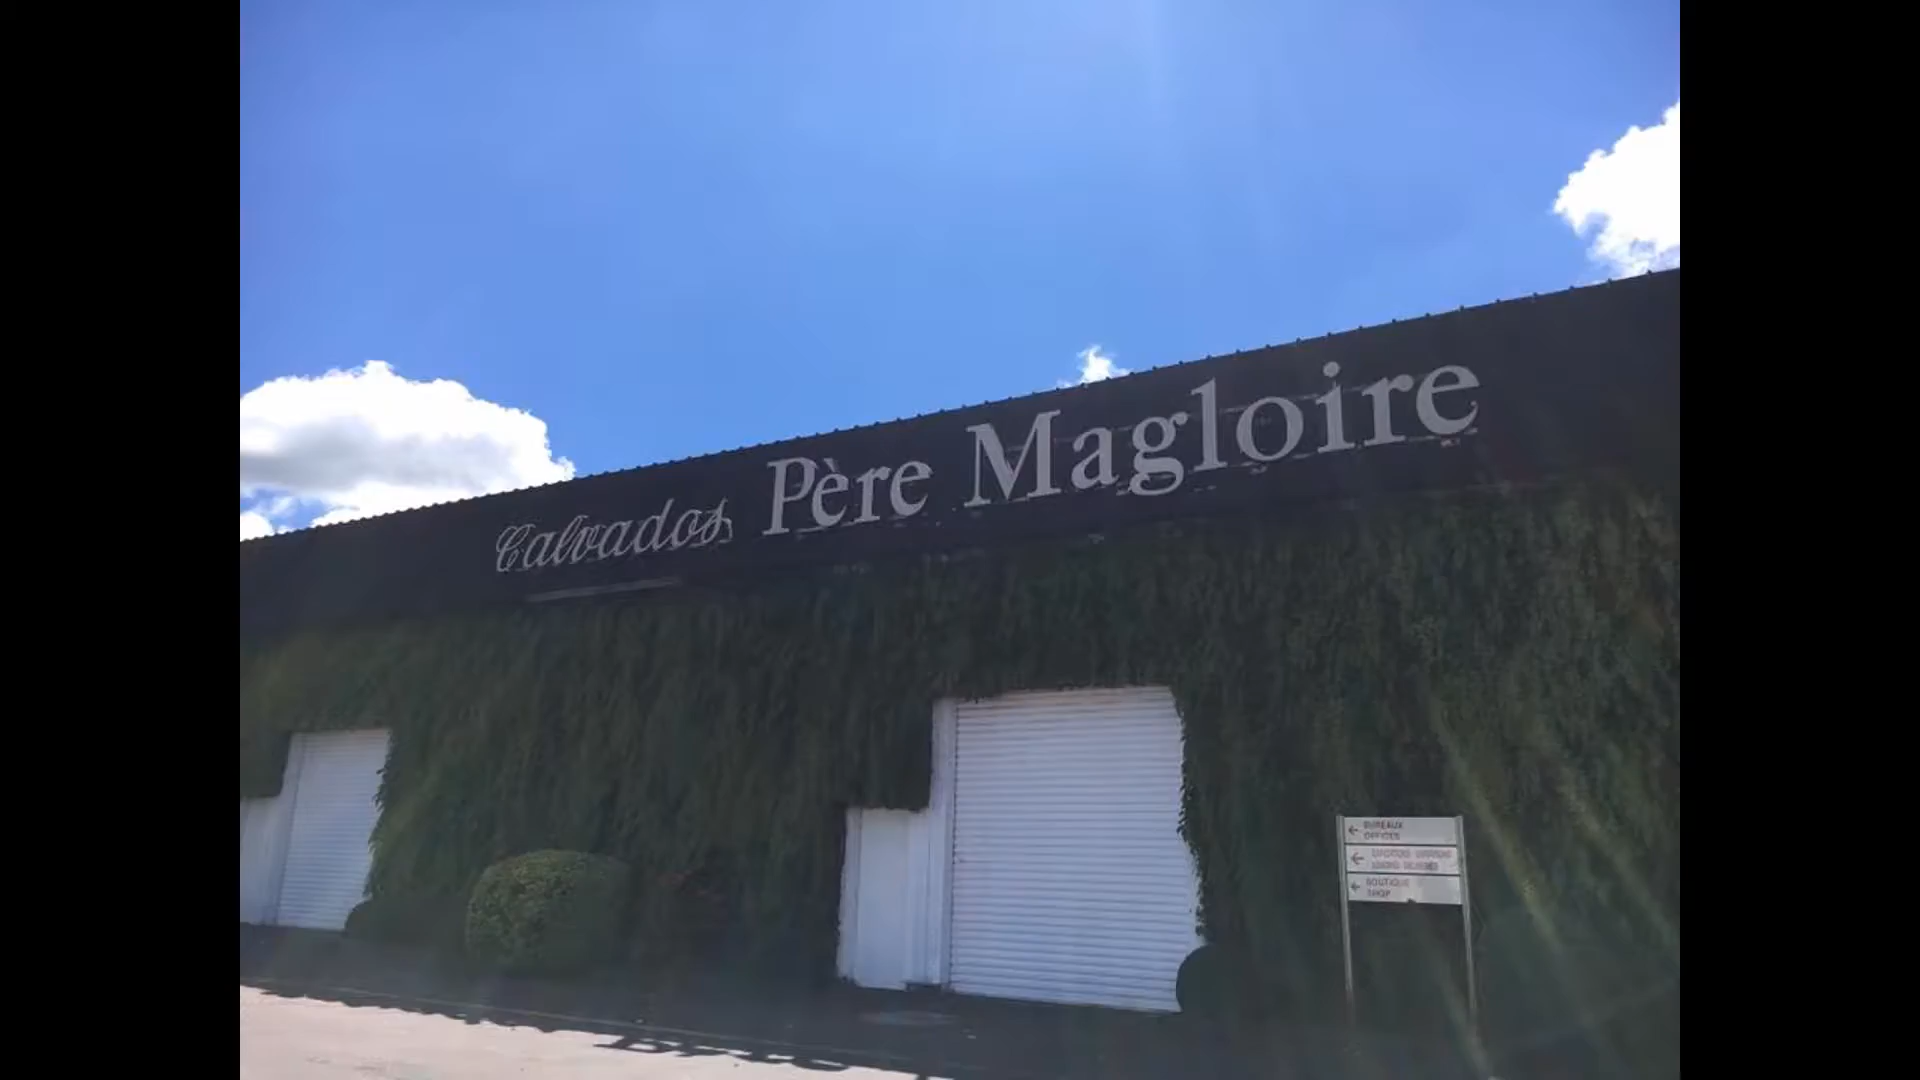 Calvados Père Magloire
BUREAUX
OFFICES
BOUTIQUE
SHOP